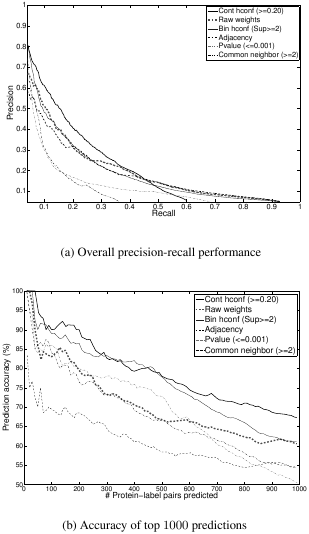 1
0.9
0.8
0.7
0.6
0.5
0.4
0.3
0.2
0.1
Precision
Cont hconf (>=0.20)
Raw weights
Bin hconf (Sup>=2)
Adjacency
Pvalue (<=0.001)
Common neighbor (>=2)
0.1 0.2 0.3 0.4 0.5 0.6 0.7 0.8 0.9 1
Recall
(a) Overall precision-recall performance
100
95
90
85
80
75
70
65
60
55
50
Prediction accuracy (%)
Cont hconf (>=0.20)
Raw weights
Bin hconf (Sup>=2)
Adjacency
Pvalue (<=0.001)
Common neighbor (>=2)
0 100 200 300 400 500 600 700 800 900 1000
# Protein-label pairs predicted
(b) Accuracy of top 1000 predictions